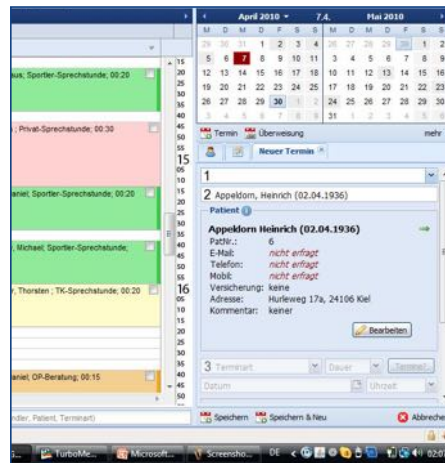 April 2010
7.4.
Mai 2010
M D M D F S S M D M D F S S
29 30 31 1 2 3 4 26 27 28 29 30 1 2
5 6 7 8 9 10 11 3 4 5 6 7 8 9
12 13 14 15 16 17 18 10 11 12 13 14 15 16
19 20 21 22 23 24 25 17 18 19 20 21 22 23
26 27 28 29 30 1 2 24 25 26 27 28 29 30
3 4 5 6 7 8 9 31 1 2 3 4 5 6
Termin Überweisung mehr
Neuer Termin
1
2 Appeldorn, Heinrich (02.04.1936)
Patient
Appeldorn Heinrich (02.04.1936)
PatNr.: 6
E-Mail: nicht erfragt
Telefon: nicht erfragt
Mobil: nicht erfragt
Versicherung: keine
Adresse: Hurleweg 17a, 24106 Kiel
Kommentar: keiner
Bearbeiten
3 Terminart Dauer Termine!
Datum Uhrzeit
Speichern Speichern & Neu Abbreche
aus; Sportler-Sprechstunde; 00:20
; Privat-Sprechstunde; 00:30
aniel; Sportler-Sprechstunde; 00:20
, Michael; Sportler-Sprechstunde;
r, Thorsten ; TK-Sprechstunde; 00:20
aniel; OP-Beratung; 00:15
ndler, Patient, Terminart)
15
20
25
30
35
40
45
50
55
15
05
10
15
20
25
30
35
40
45
50
55
16
05
10
15
20
25
30
35
40
45
50
TurboMe...
Microsoft...
Screensho...
DE
02:0